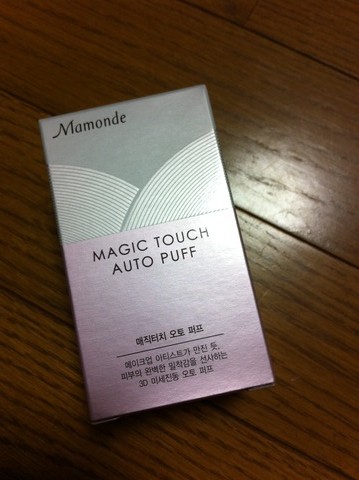 Mamonde
MAGIC TOUCH
AUTO PUFF
매직터치 오토 퍼프
메이크업 아티스트가 만진 듯,
피부의 완벽한 밀착감을 선사하는
3D 미세진동 오토 퍼프